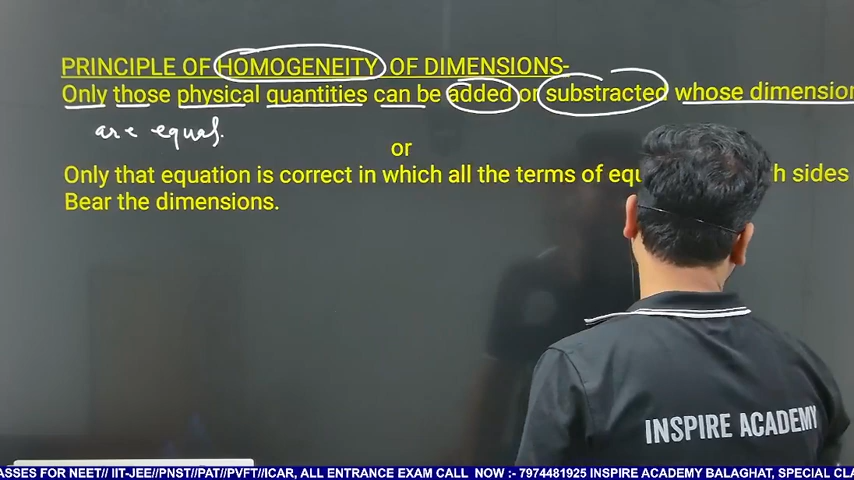 PRINCIPLE OF HOMOGENEITY OF DIMENSIONS-
Only those physical quantities can be added or substracted whose dimension
are equal.
or
Only that equation is correct in which all the terms of equ h sides
Bear the dimensions.
INSPIRE ACADEMY
ASSES FOR NEET// IIT-JEE//PNST//PAT//PVFT//ICAR, ALL ENTRANCE EXAM CALL NOW :- 7974481925 INSPIRE ACADEMY BALAGHAT, SPECIAL CLA